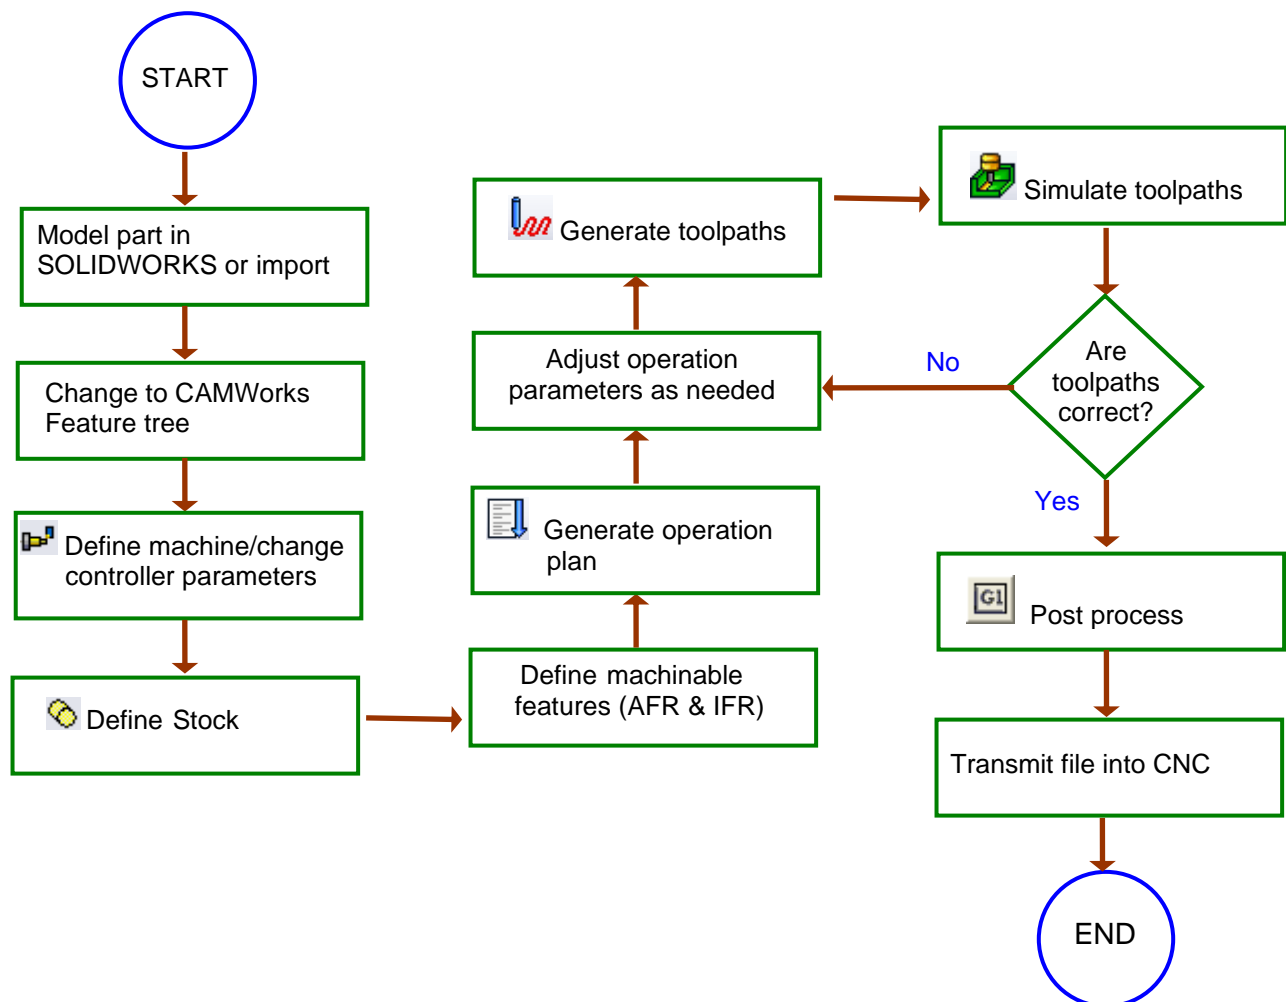 START
Model part in
SOLIDWORKS or import
Change to CAMWorks
Feature tree
Define machine/change
controller parameters
Define Stock
Define machinable
features (AFR & IFR)
Generate operation
plan
Adjust operation
parameters as needed
Generate toolpaths
Simulate toolpaths
Are
toolpaths
correct?
No
Yes
G1
Post process
Transmit file into CNC
END